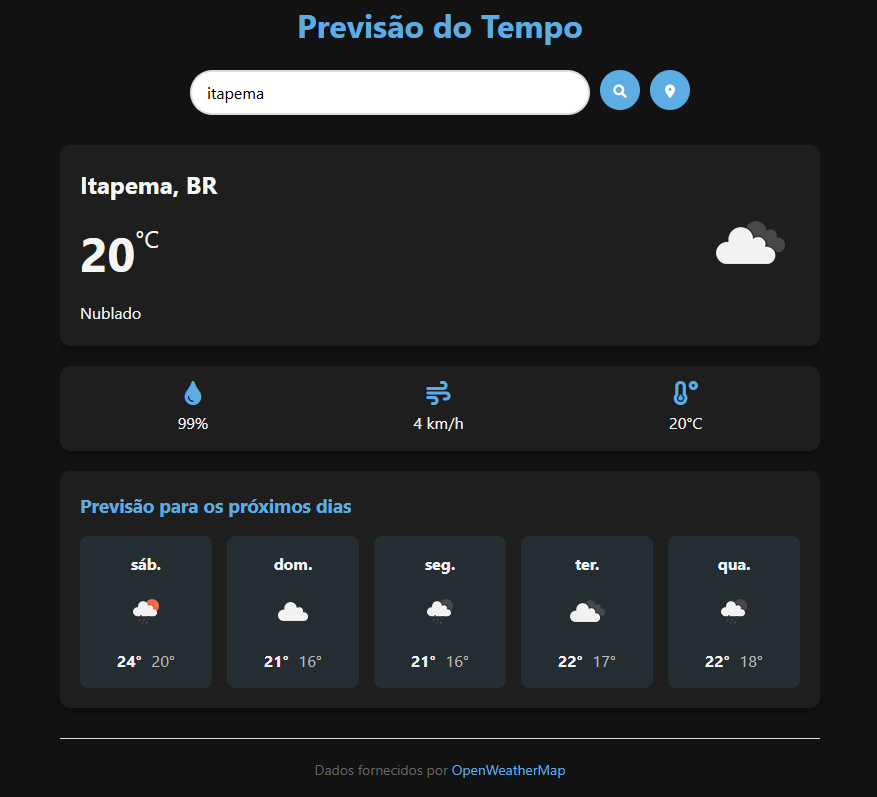 Previsão do Tempo
itapema
Itapema, BR
20°C
Nublado
99% 4 km/h 20°C
Previsão para os próximos dias
sáb. dom. seg. ter. qua.
24° 20° 21° 16° 21° 16° 22° 17° 22° 18°
Dados fornecidos por OpenWeatherMap